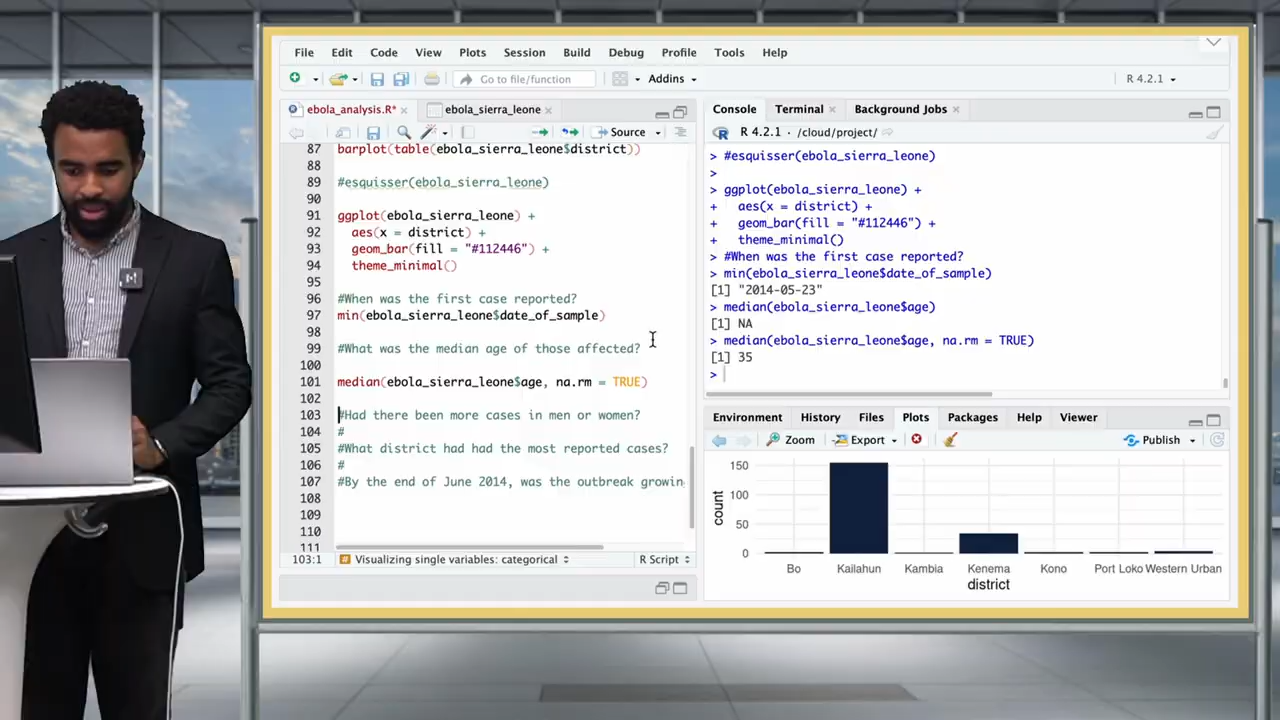 File Edit Code View Plots Session Build Debug Profile Tools Help
Go to file/function Addins R 4.2.1
ebola_analysis.R* ebola_sierra_leone
Source
87 barplot(table(ebola_sierra_leone$district))
88
89 #esquisser(ebola_sierra_leone)
90
91 ggplot(ebola_sierra_leone) +
92 aes(x = district) +
93 geom_bar(fill = "#112446") +
94 theme_minimal()
95
96 #When was the first case reported?
97 min(ebola_sierra_leone$date_of_sample)
98
99 #What was the median age of those affected?
100
101 median(ebola_sierra_leone$age, na.rm = TRUE)
102
103 #Had there been more cases in men or women?
104 #
105 #What district had had the most reported cases?
106 #
107 #By the end of June 2014, was the outbreak growin
108
109
110
111
103:1 # Visualizing single variables: categorical R Script
Console Terminal Background Jobs
R 4.2.1 · /cloud/project/
> #esquisser(ebola_sierra_leone)
>
> ggplot(ebola_sierra_leone) +
+ aes(x = district) +
+ geom_bar(fill = "#112446") +
+ theme_minimal()
> #When was the first case reported?
> min(ebola_sierra_leone$date_of_sample)
[1] "2014-05-23"
> median(ebola_sierra_leone$age)
[1] NA
> median(ebola_sierra_leone$age, na.rm = TRUE)
[1] 35
>
Environment History Files Plots Packages Help Viewer
Zoom Export Publish
150
100
50
0
count
Bo Kailahun Kambia Kenema Kono Port Loko Western Urban
district